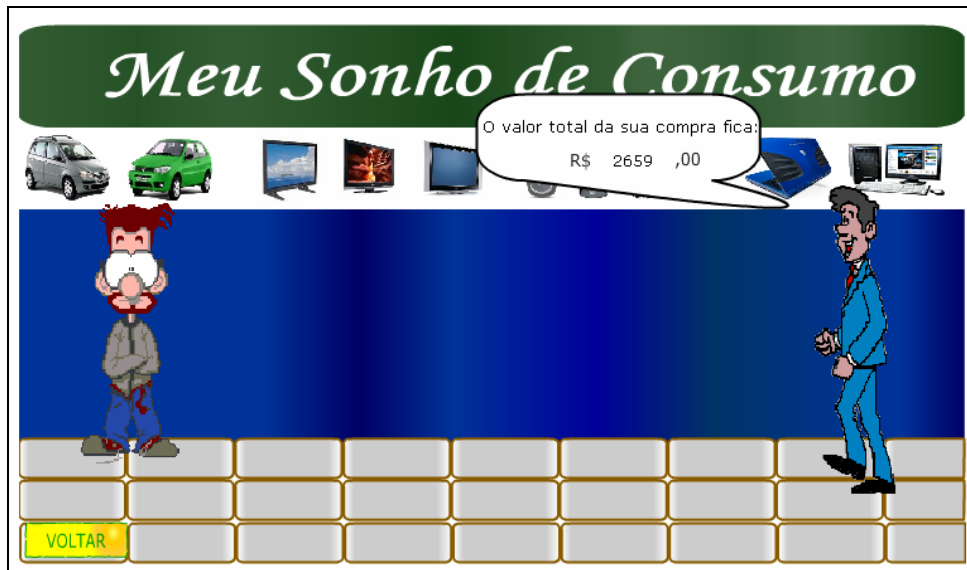 Meu Sonho de Consumo
O valor total da sua compra fica:
R$ 2659 ,00
VOLTAR